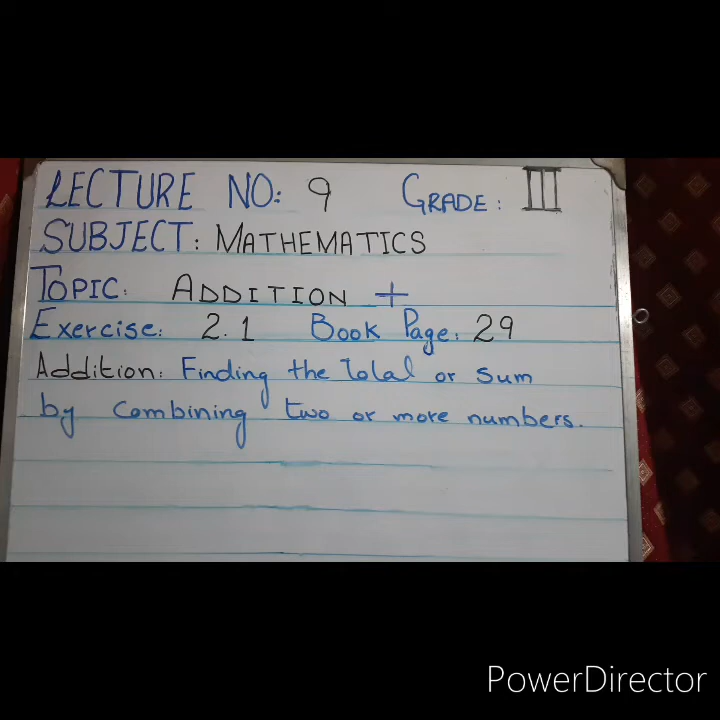 LECTURE NO: 9 GRADE: III
SUBJECT: MATHEMATICS
TOPIC: ADDITION +
Exercise: 2.1 Book Page: 29
Addition: Finding the Total or Sum
by Combining two or more numbers.
PowerDirector